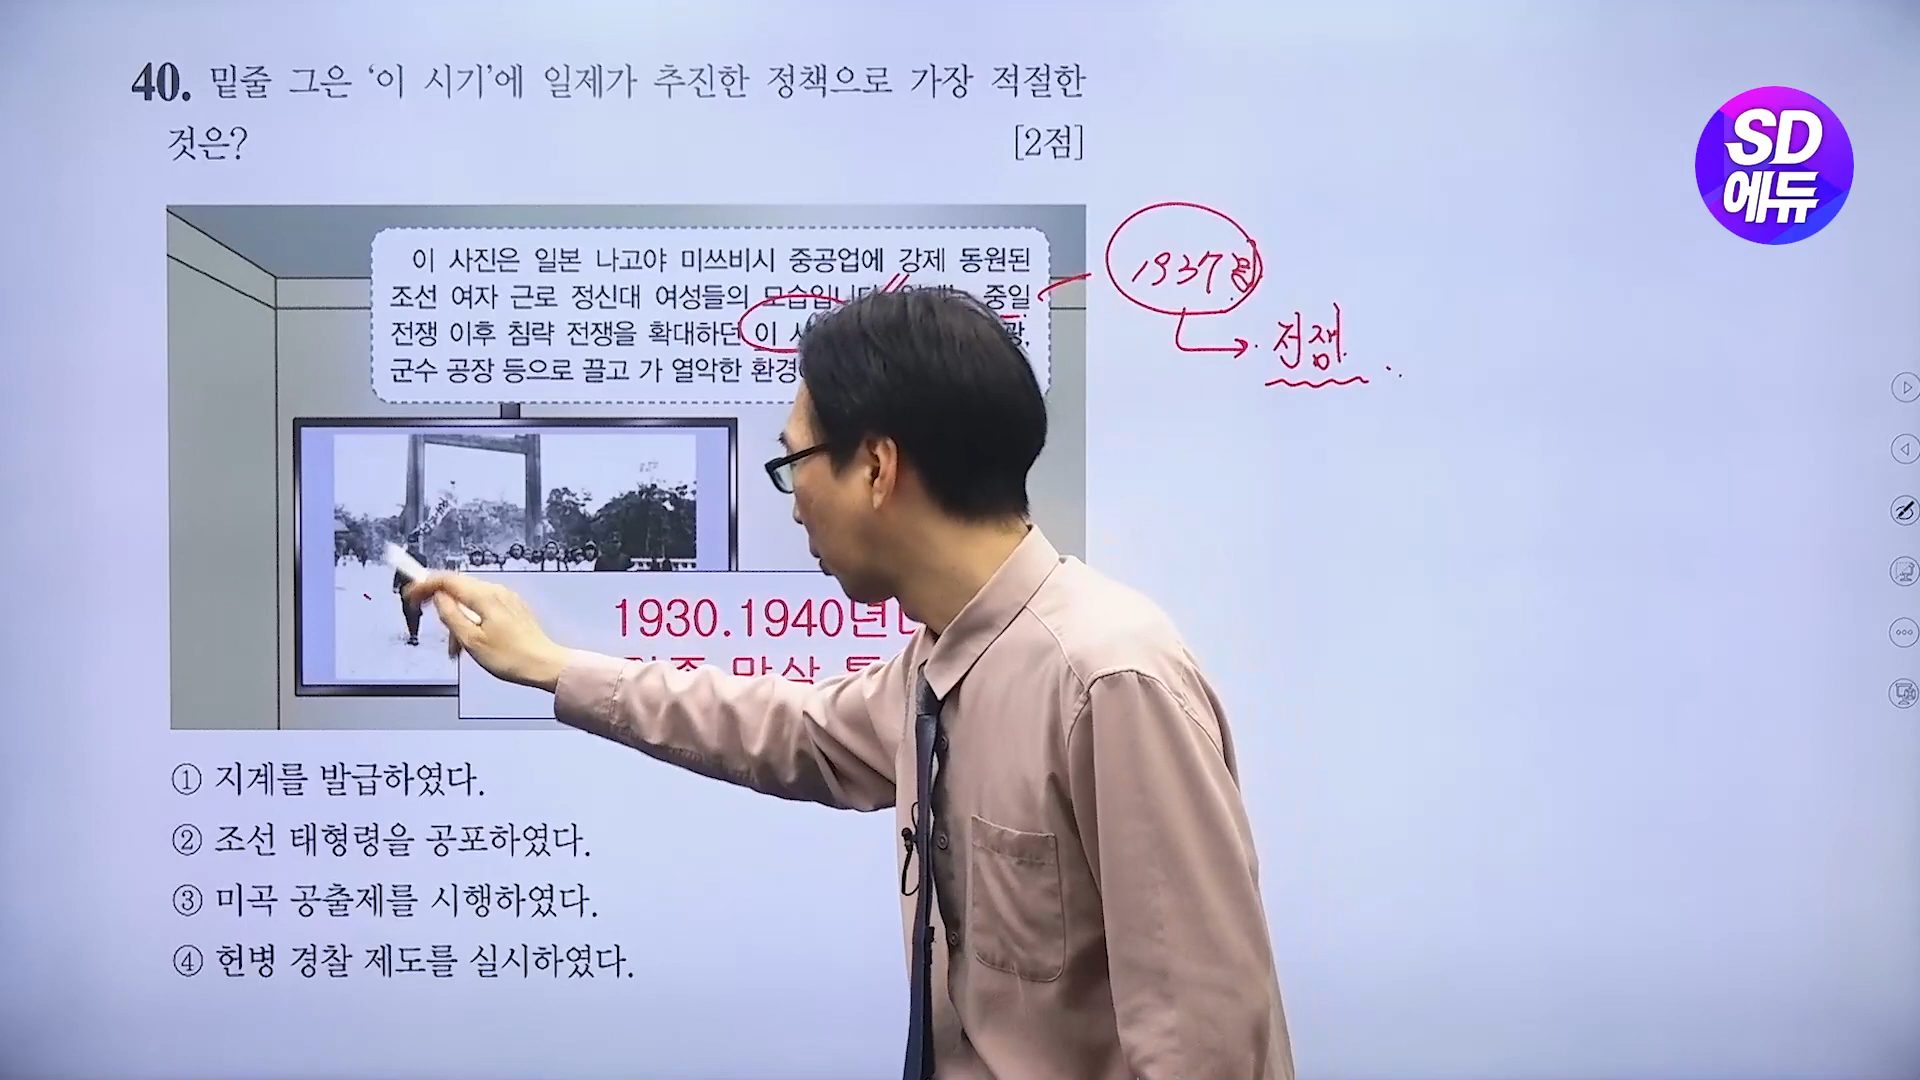 40. 밑줄 그은 ‘이 시기’에 일제가 추진한 정책으로 가장 적절한
것은? [2점]
SD
에듀
이 사진은 일본 나고야 미쓰비시 중공업에 강제 동원된
조선 여자 근로 정신대 여성들의 모습입니다 중일
전쟁 이후 침략 전쟁을 확대하던 이
군수 공장 등으로 끌고 가 열악한
1937년
전쟁
1930.1940년
① 지계를 발급하였다.
② 조선 태형령을 공포하였다.
③ 미곡 공출제를 시행하였다.
④ 헌병 경찰 제도를 실시하였다.